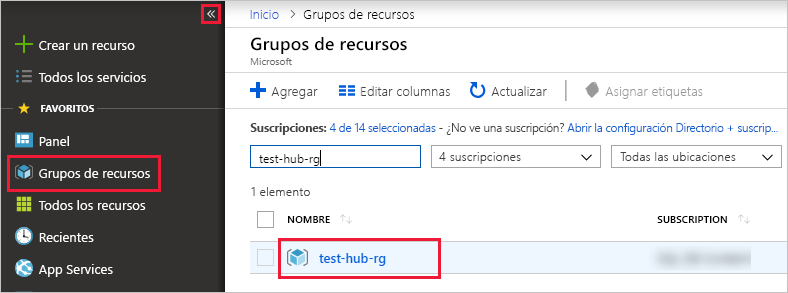 «
Crear un recurso
Todos los servicios
FAVORITOS
Panel
Grupos de recursos
Todos los recursos
Recientes
App Services
Inicio > Grupos de recursos
Grupos de recursos
Microsoft
Agregar Editar columnas Actualizar Asignar etiquetas
Suscripciones: 4 de 14 seleccionadas - ¿No ve una suscripción? Abrir la configuración Directorio + suscrip...
test-hub-rg 4 suscripciones Todas las ubicaciones
1 elemento
NOMBRE SUBSCRIPTION
test-hub-rg